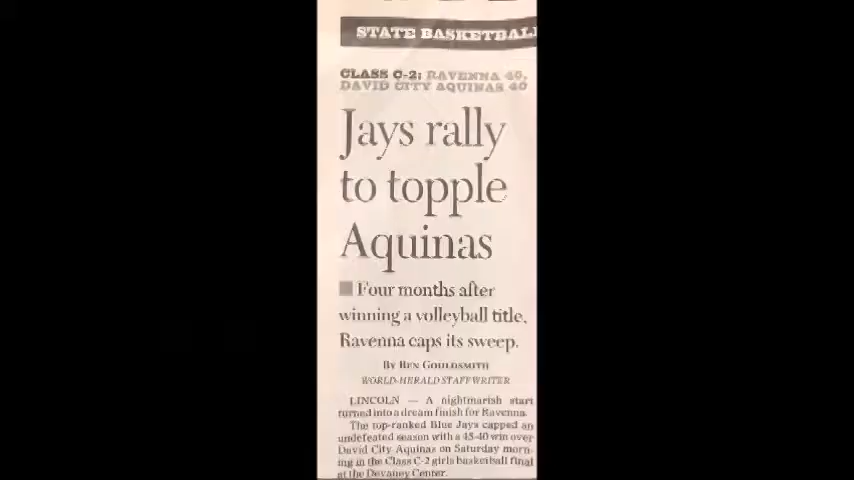 STATE BASKETBALL
CLASS C-2: RAVENNA 45,
DAVID CITY AQUINAS 40
Jays rally
to topple
Aquinas
Four months after
winning a volleyball title,
Ravenna caps its sweep.
BY BEN GOULDSMITH
WORLD-HERALD STAFF WRITER
LINCOLN — A nightmarish start
turned into a dream finish for Ravenna.
The top-ranked Blue Jays capped an
undefeated season with a 45-40 win over
David City Aquinas on Saturday morn-
ing in the Class C-2 girls basketball final
at the Devaney Center.